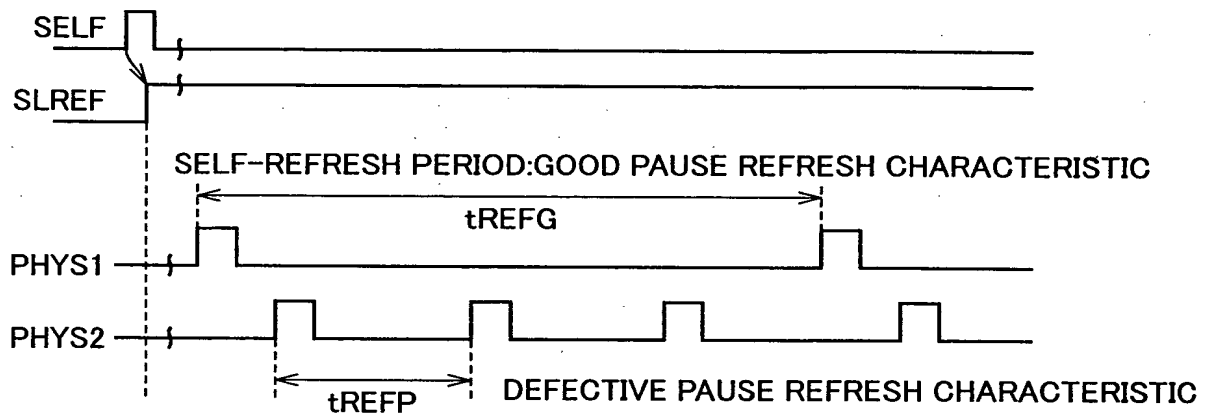 SELF
SLREF
SELF-REFRESH PERIOD:GOOD PAUSE REFRESH CHARACTERISTIC
tREFG
PHYS1
PHYS2
tREFP
DEFECTIVE PAUSE REFRESH CHARACTERISTIC